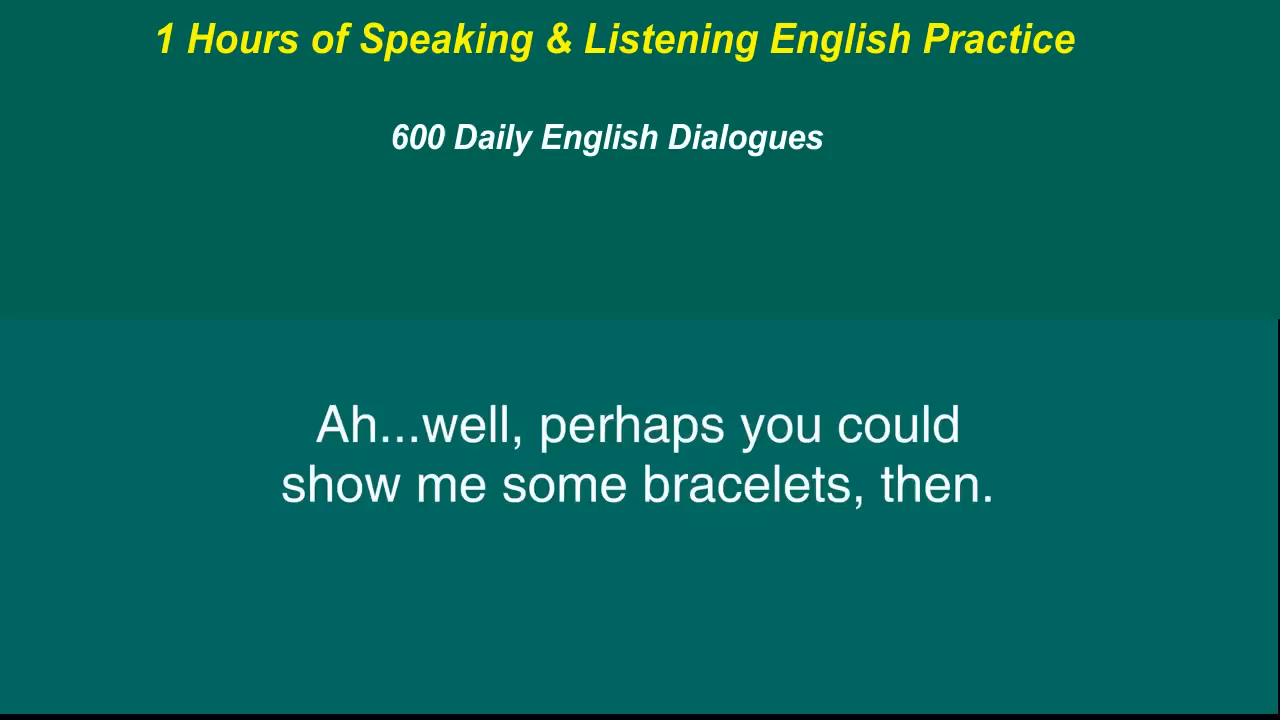 1 Hours of Speaking & Listening English Practice
600 Daily English Dialogues
Ah...well, perhaps you could
show me some bracelets, then.